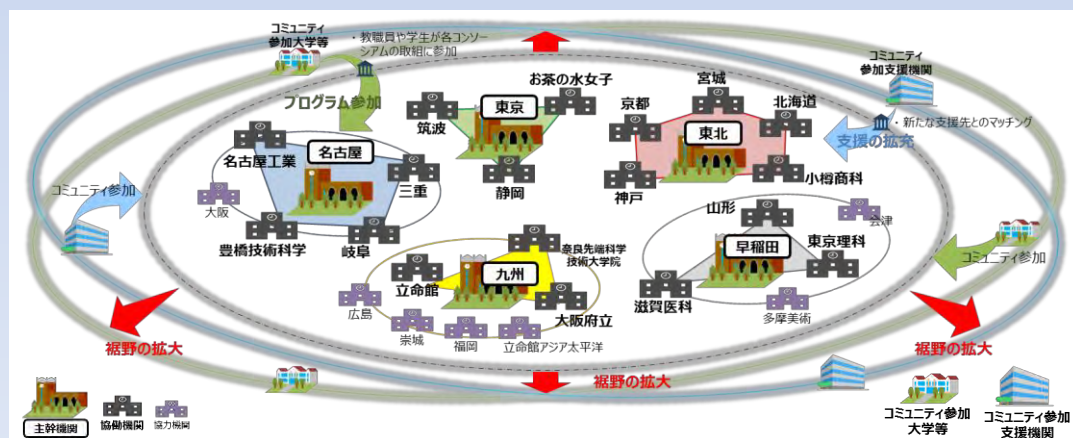 コミュニティ
参加大学等
・教職員や学生が各コンソー
シアムの取組に参加
プログラム参加
コミュニティ
参加支援機関
・新たな支援先とのマッチング
支援の拡充
お茶の水女子
筑波
東京
静岡
宮城
京都
北海道
東北
神戸
小樽商科
名古屋工業
名古屋
三重
大阪
豊橋技術科学
岐阜
コミュニティ参加
山形
会津
早稲田
東京理科
滋賀医科
多摩美術
コミュニティ参加
奈良先端科学
技術大学院
立命館
九州
大阪府立
広島
崇城
福岡
立命館アジア太平洋
裾野の拡大
裾野の拡大
裾野の拡大
主幹機関
協働機関
協力機関
コミュニティ参加
大学等
コミュニティ参加
支援機関